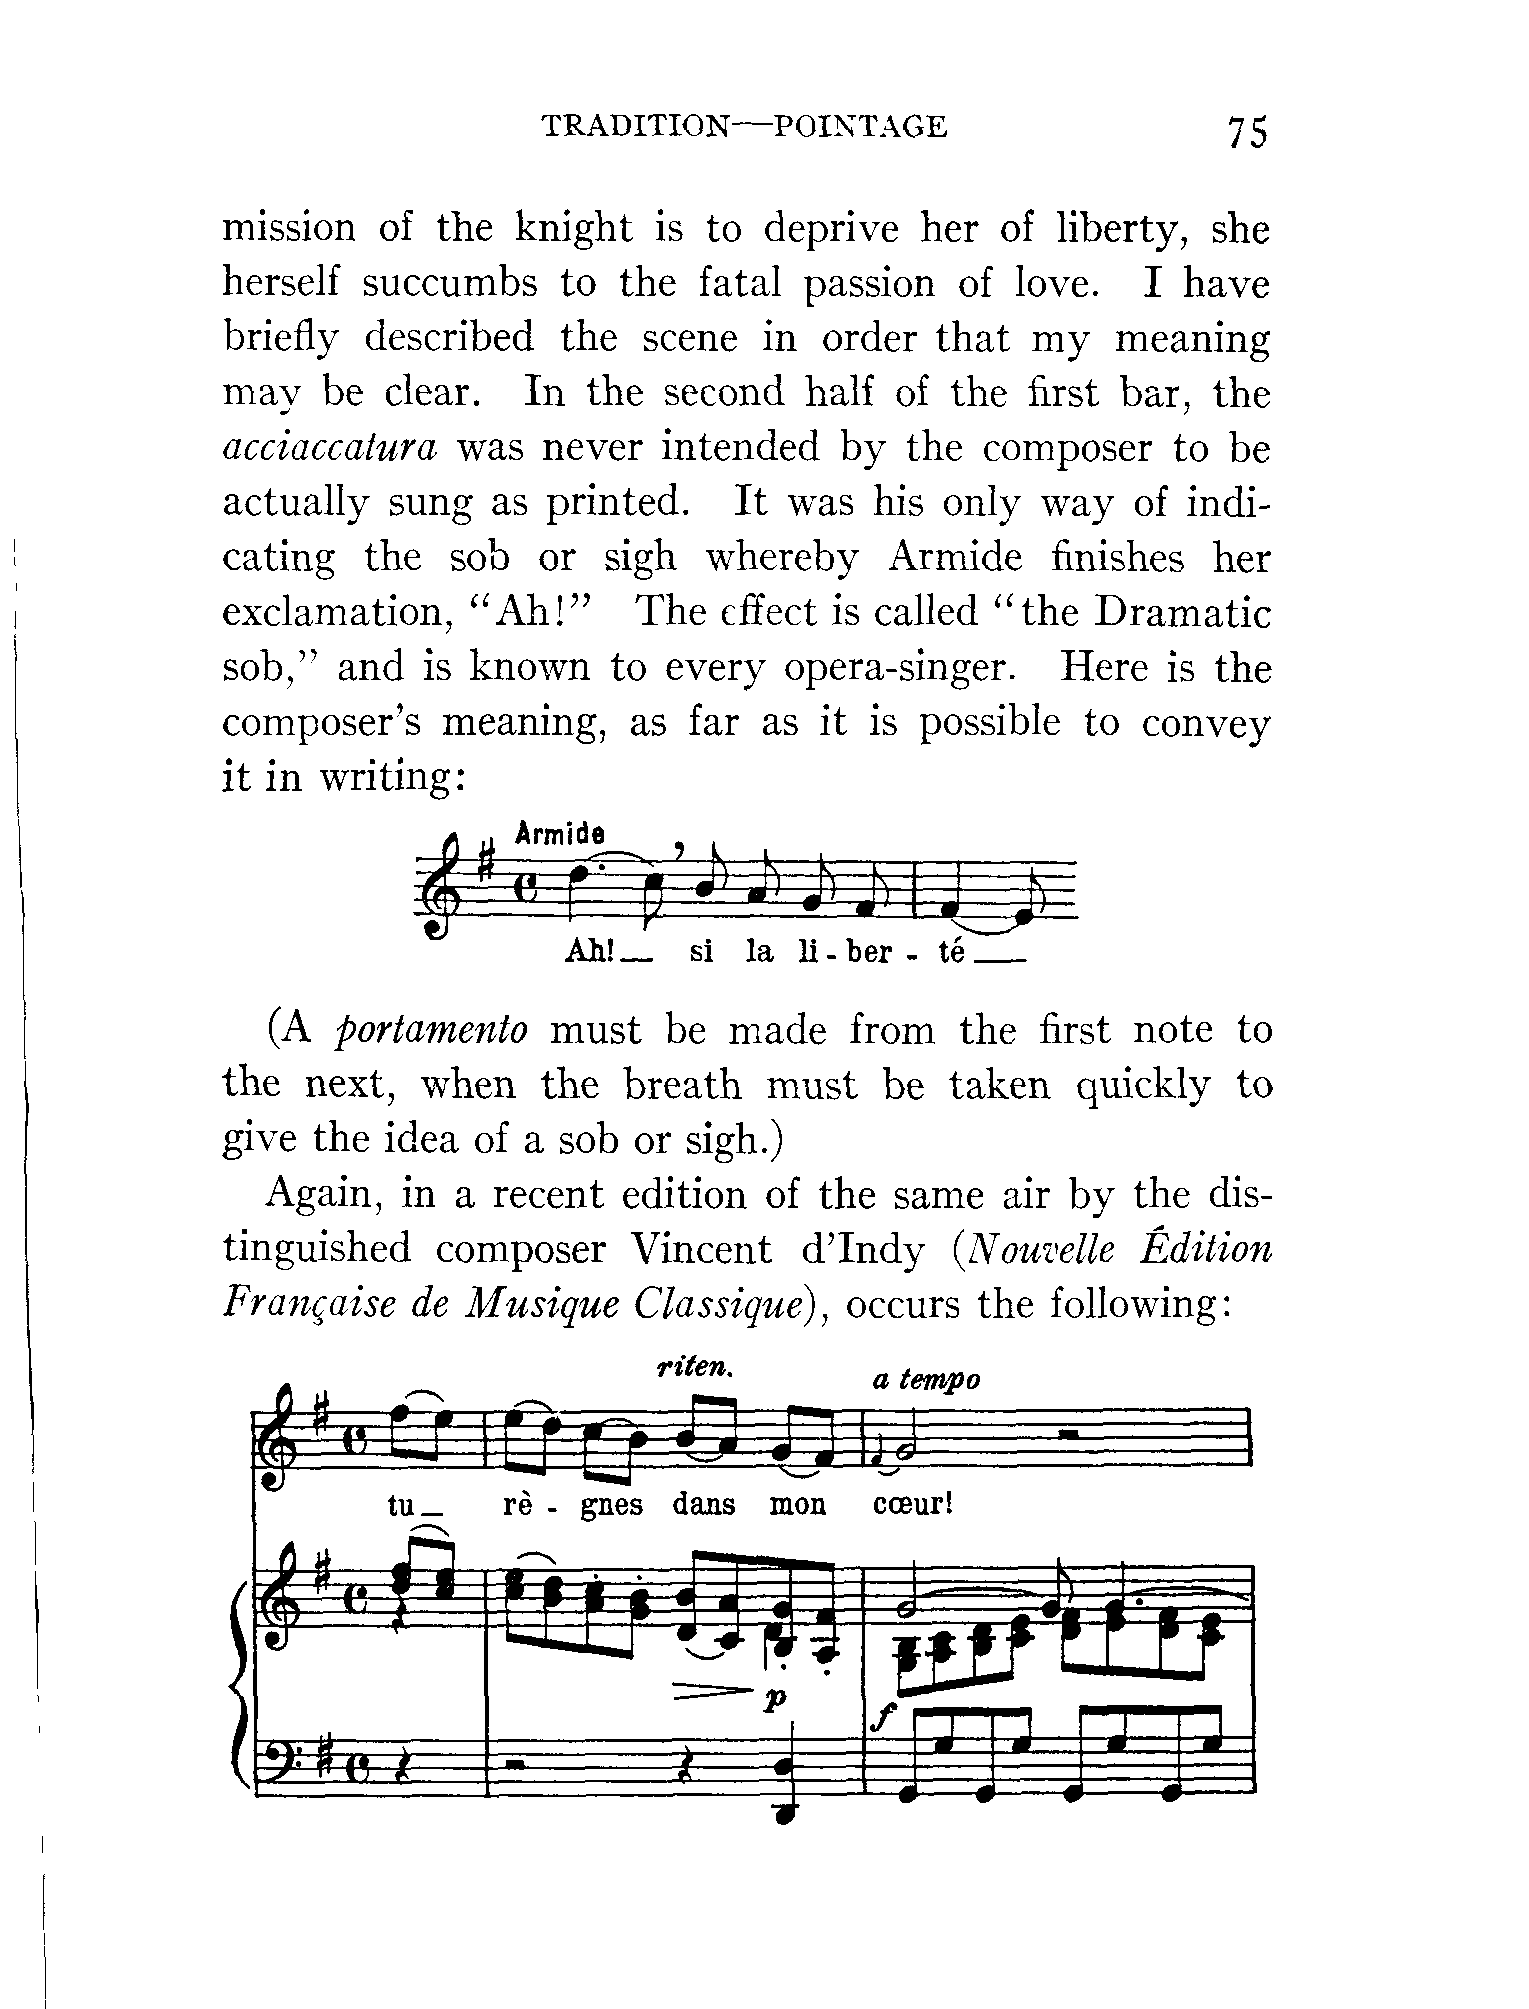 TRADITION—POINTAGE 75
mission of the knight is to deprive her of liberty, she
herself succumbs to the fatal passion of love. I have
briefly described the scene in order that my meaning
may be clear. In the second half of the first bar, the
acciaccatura was never intended by the composer to be
actually sung as printed. It was his only way of indi-
cating the sob or sigh whereby Armide finishes her
exclamation, “Ah!” The effect is called “the Dramatic
sob,” and is known to every opera-singer. Here is the
composer’s meaning, as far as it is possible to convey
it in writing:
Armide
Ah!— si la li - ber - té —
(A portamento must be made from the first note to
the next, when the breath must be taken quickly to
give the idea of a sob or sigh.)
Again, in a recent edition of the same air by the dis-
tinguished composer Vincent d’Indy (Nouvelle Édition
Française de Musique Classique), occurs the following:
riten. a tempo
tu — rè - gnes dans mon cœur!
p f